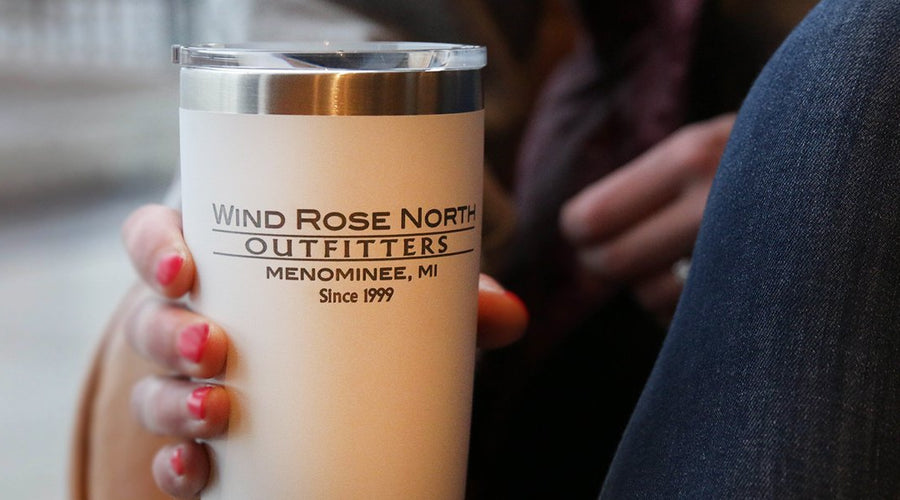 WIND ROSE NORTH
OUTFITTERS
MENOMINEE, MI
Since 1999